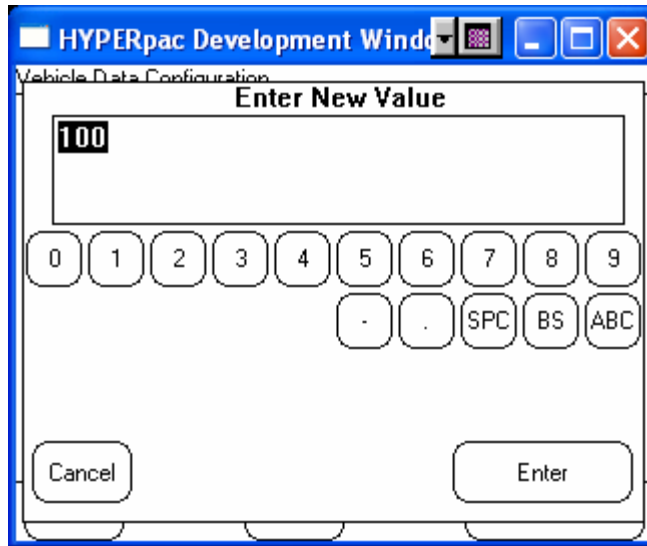 HYPERpac Development Windo
Vehicle Data Configuration
Enter New Value
100
0 1 2 3 4 5 6 7 8 9
- . SPC BS ABC
Cancel Enter